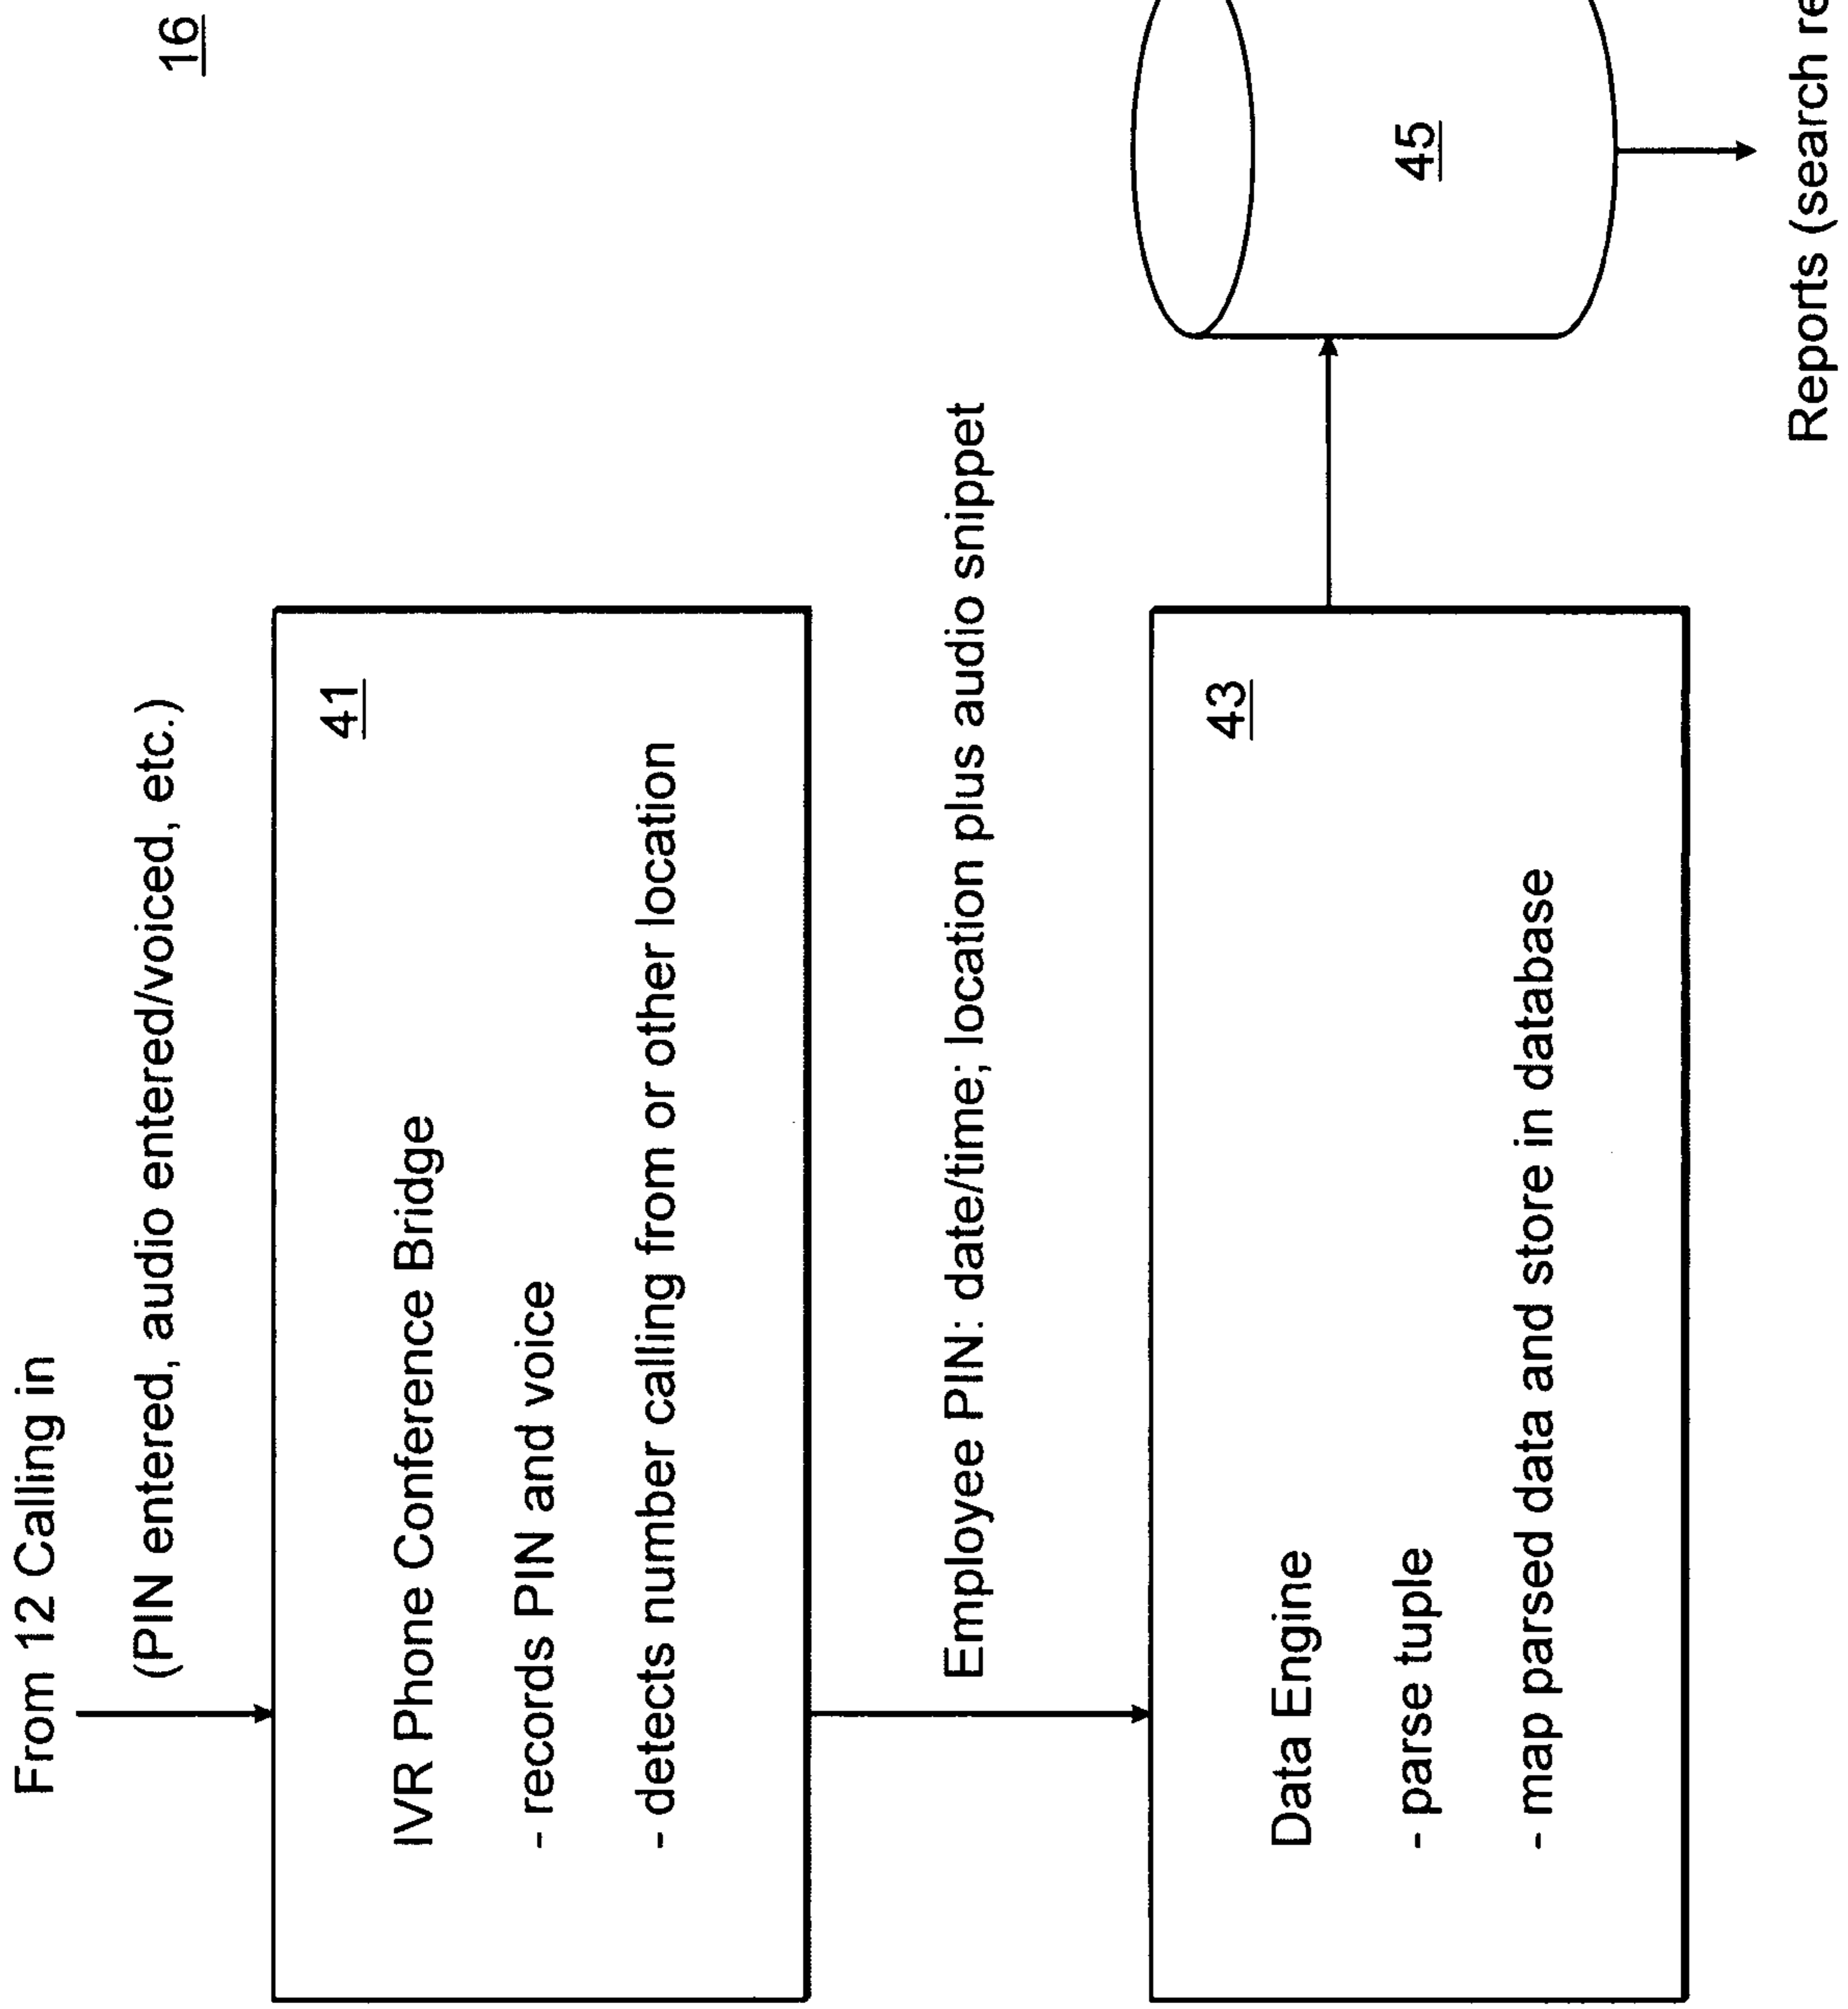 From 12 Calling in
16
(PIN entered, audio entered/voiced, etc.)
41
IVR Phone Conference Bridge
- records PIN and voice
- detects number calling from or other location
Employee PIN: date/time; location plus audio snippet
43
Data Engine
- parse tuple
- map parsed data and store in database
45
Reports (search re